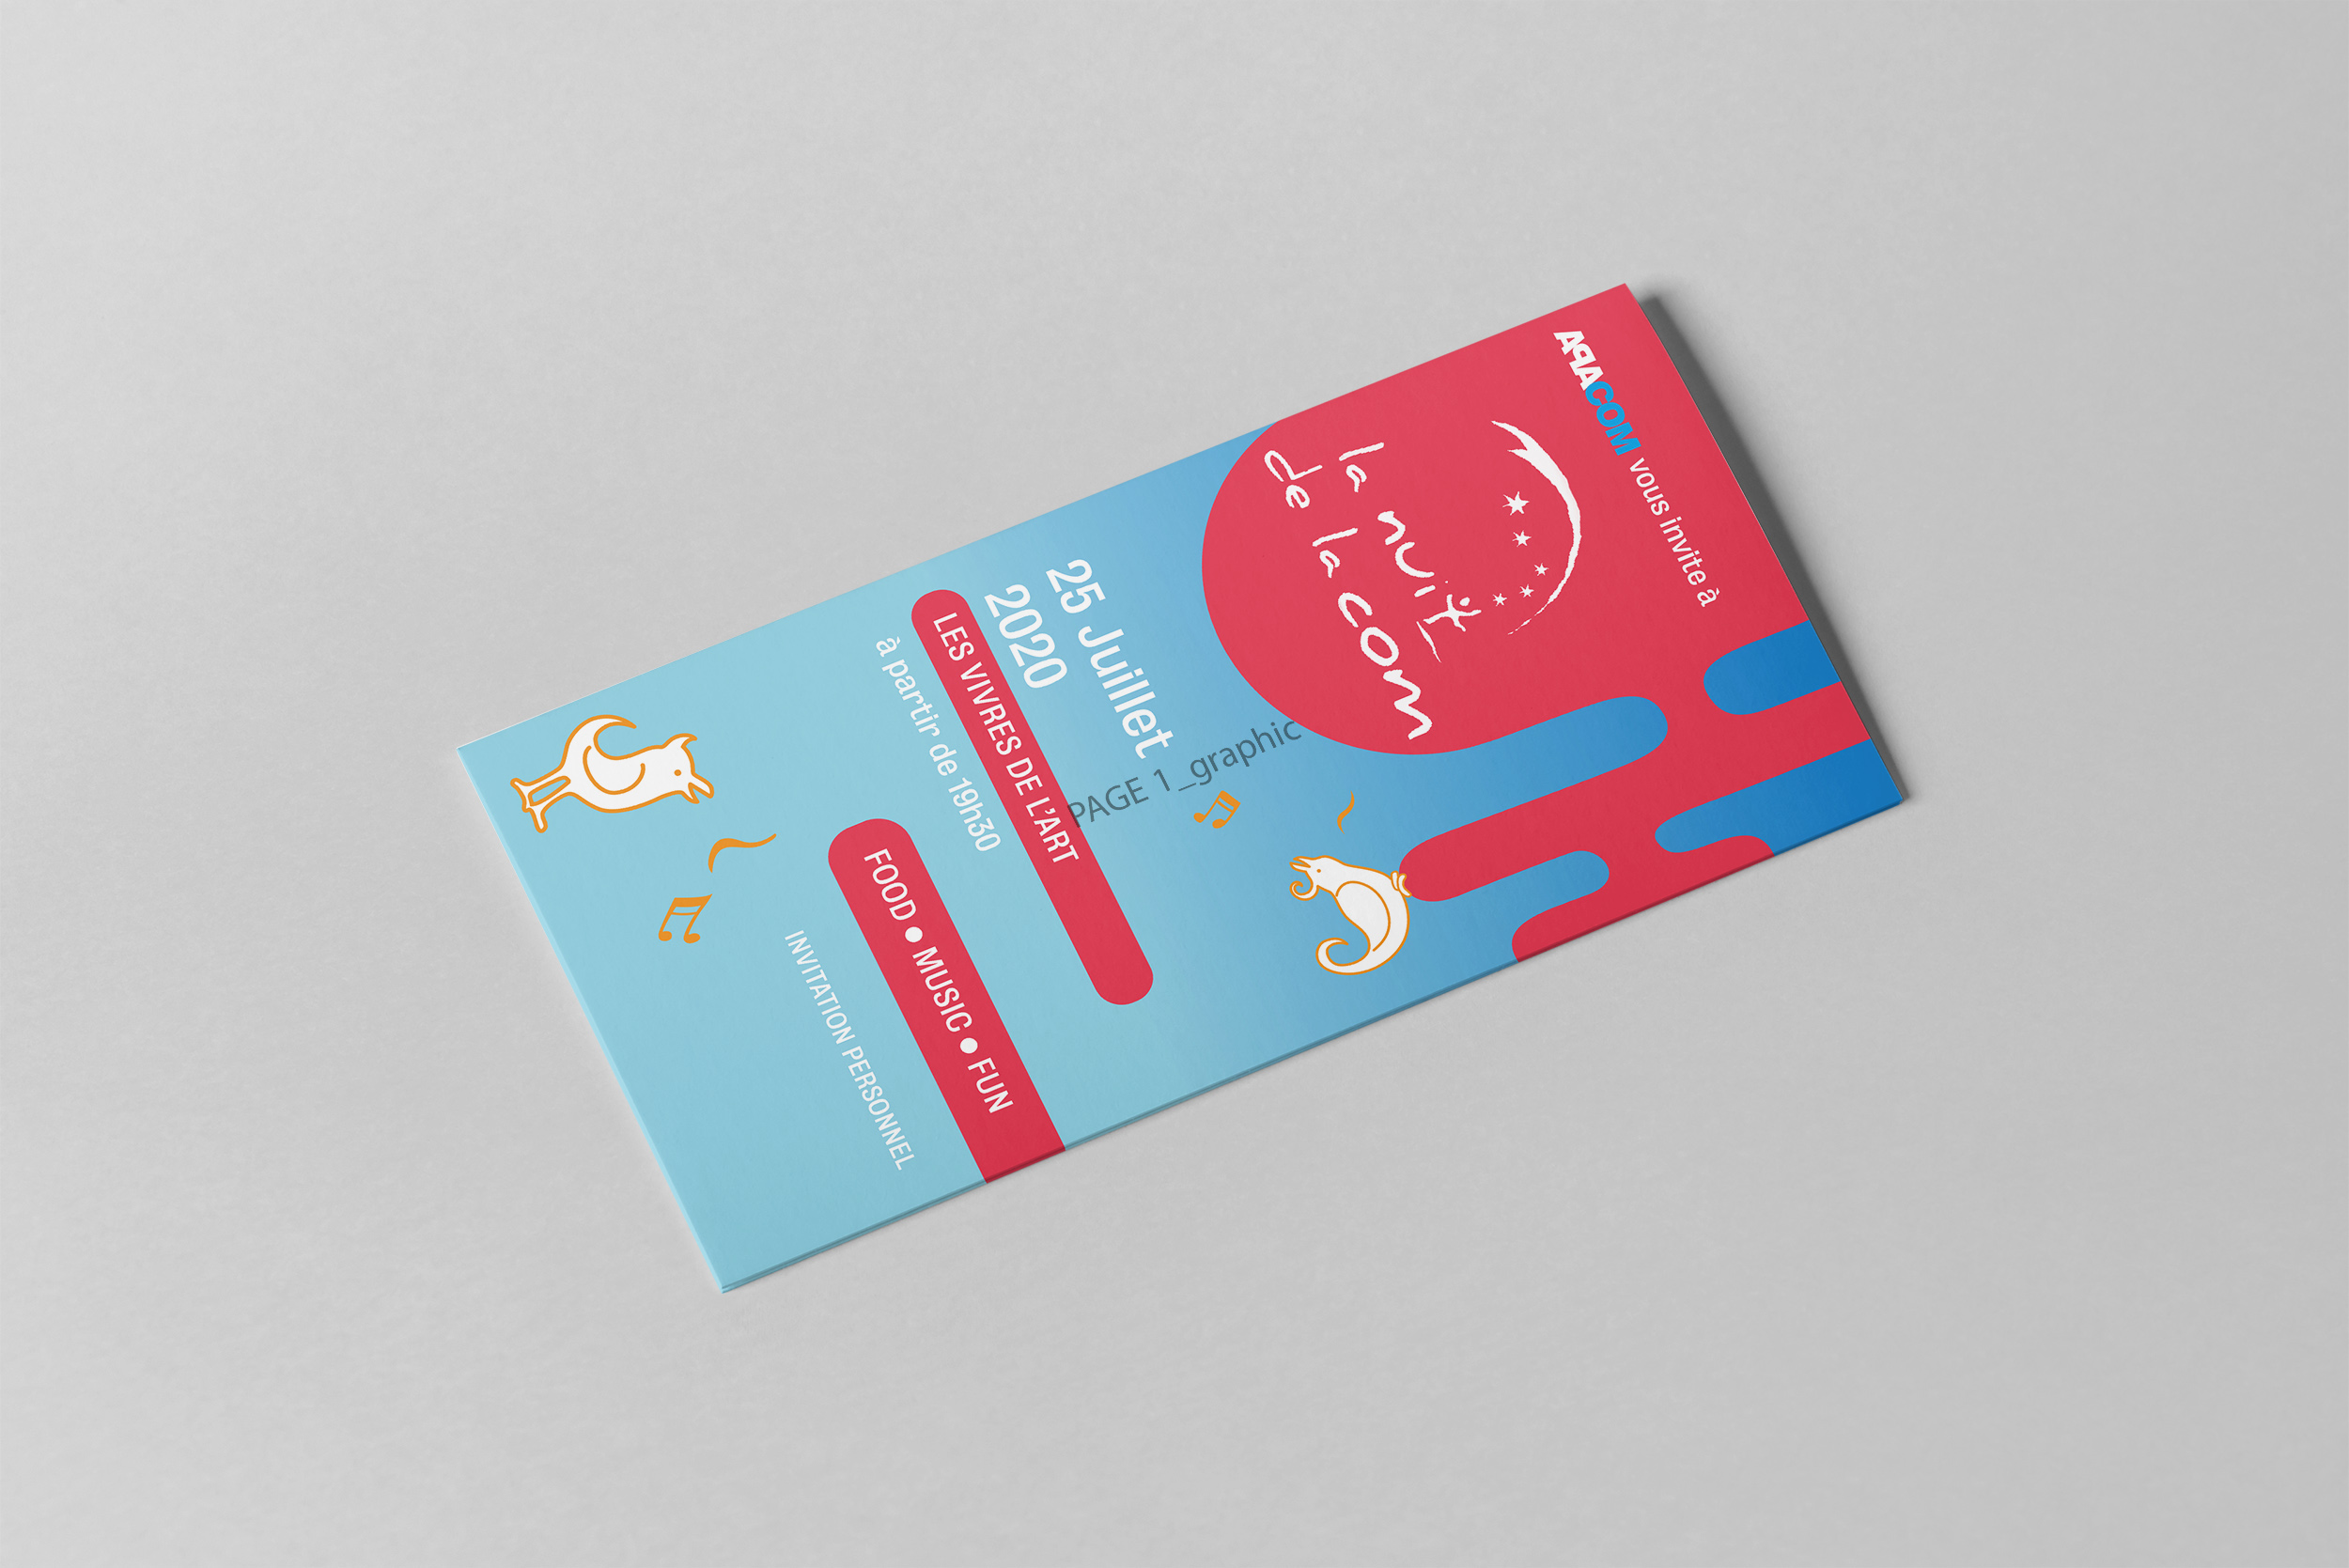 APACOM vous invite à
la nuit
de la com
25 Juillet
2020
LES VIVRES DE L'ART
à partir de 19h30
FOOD ● MUSIC ● FUN
INVITATION PERSONNEL
PAGE 1_graphic